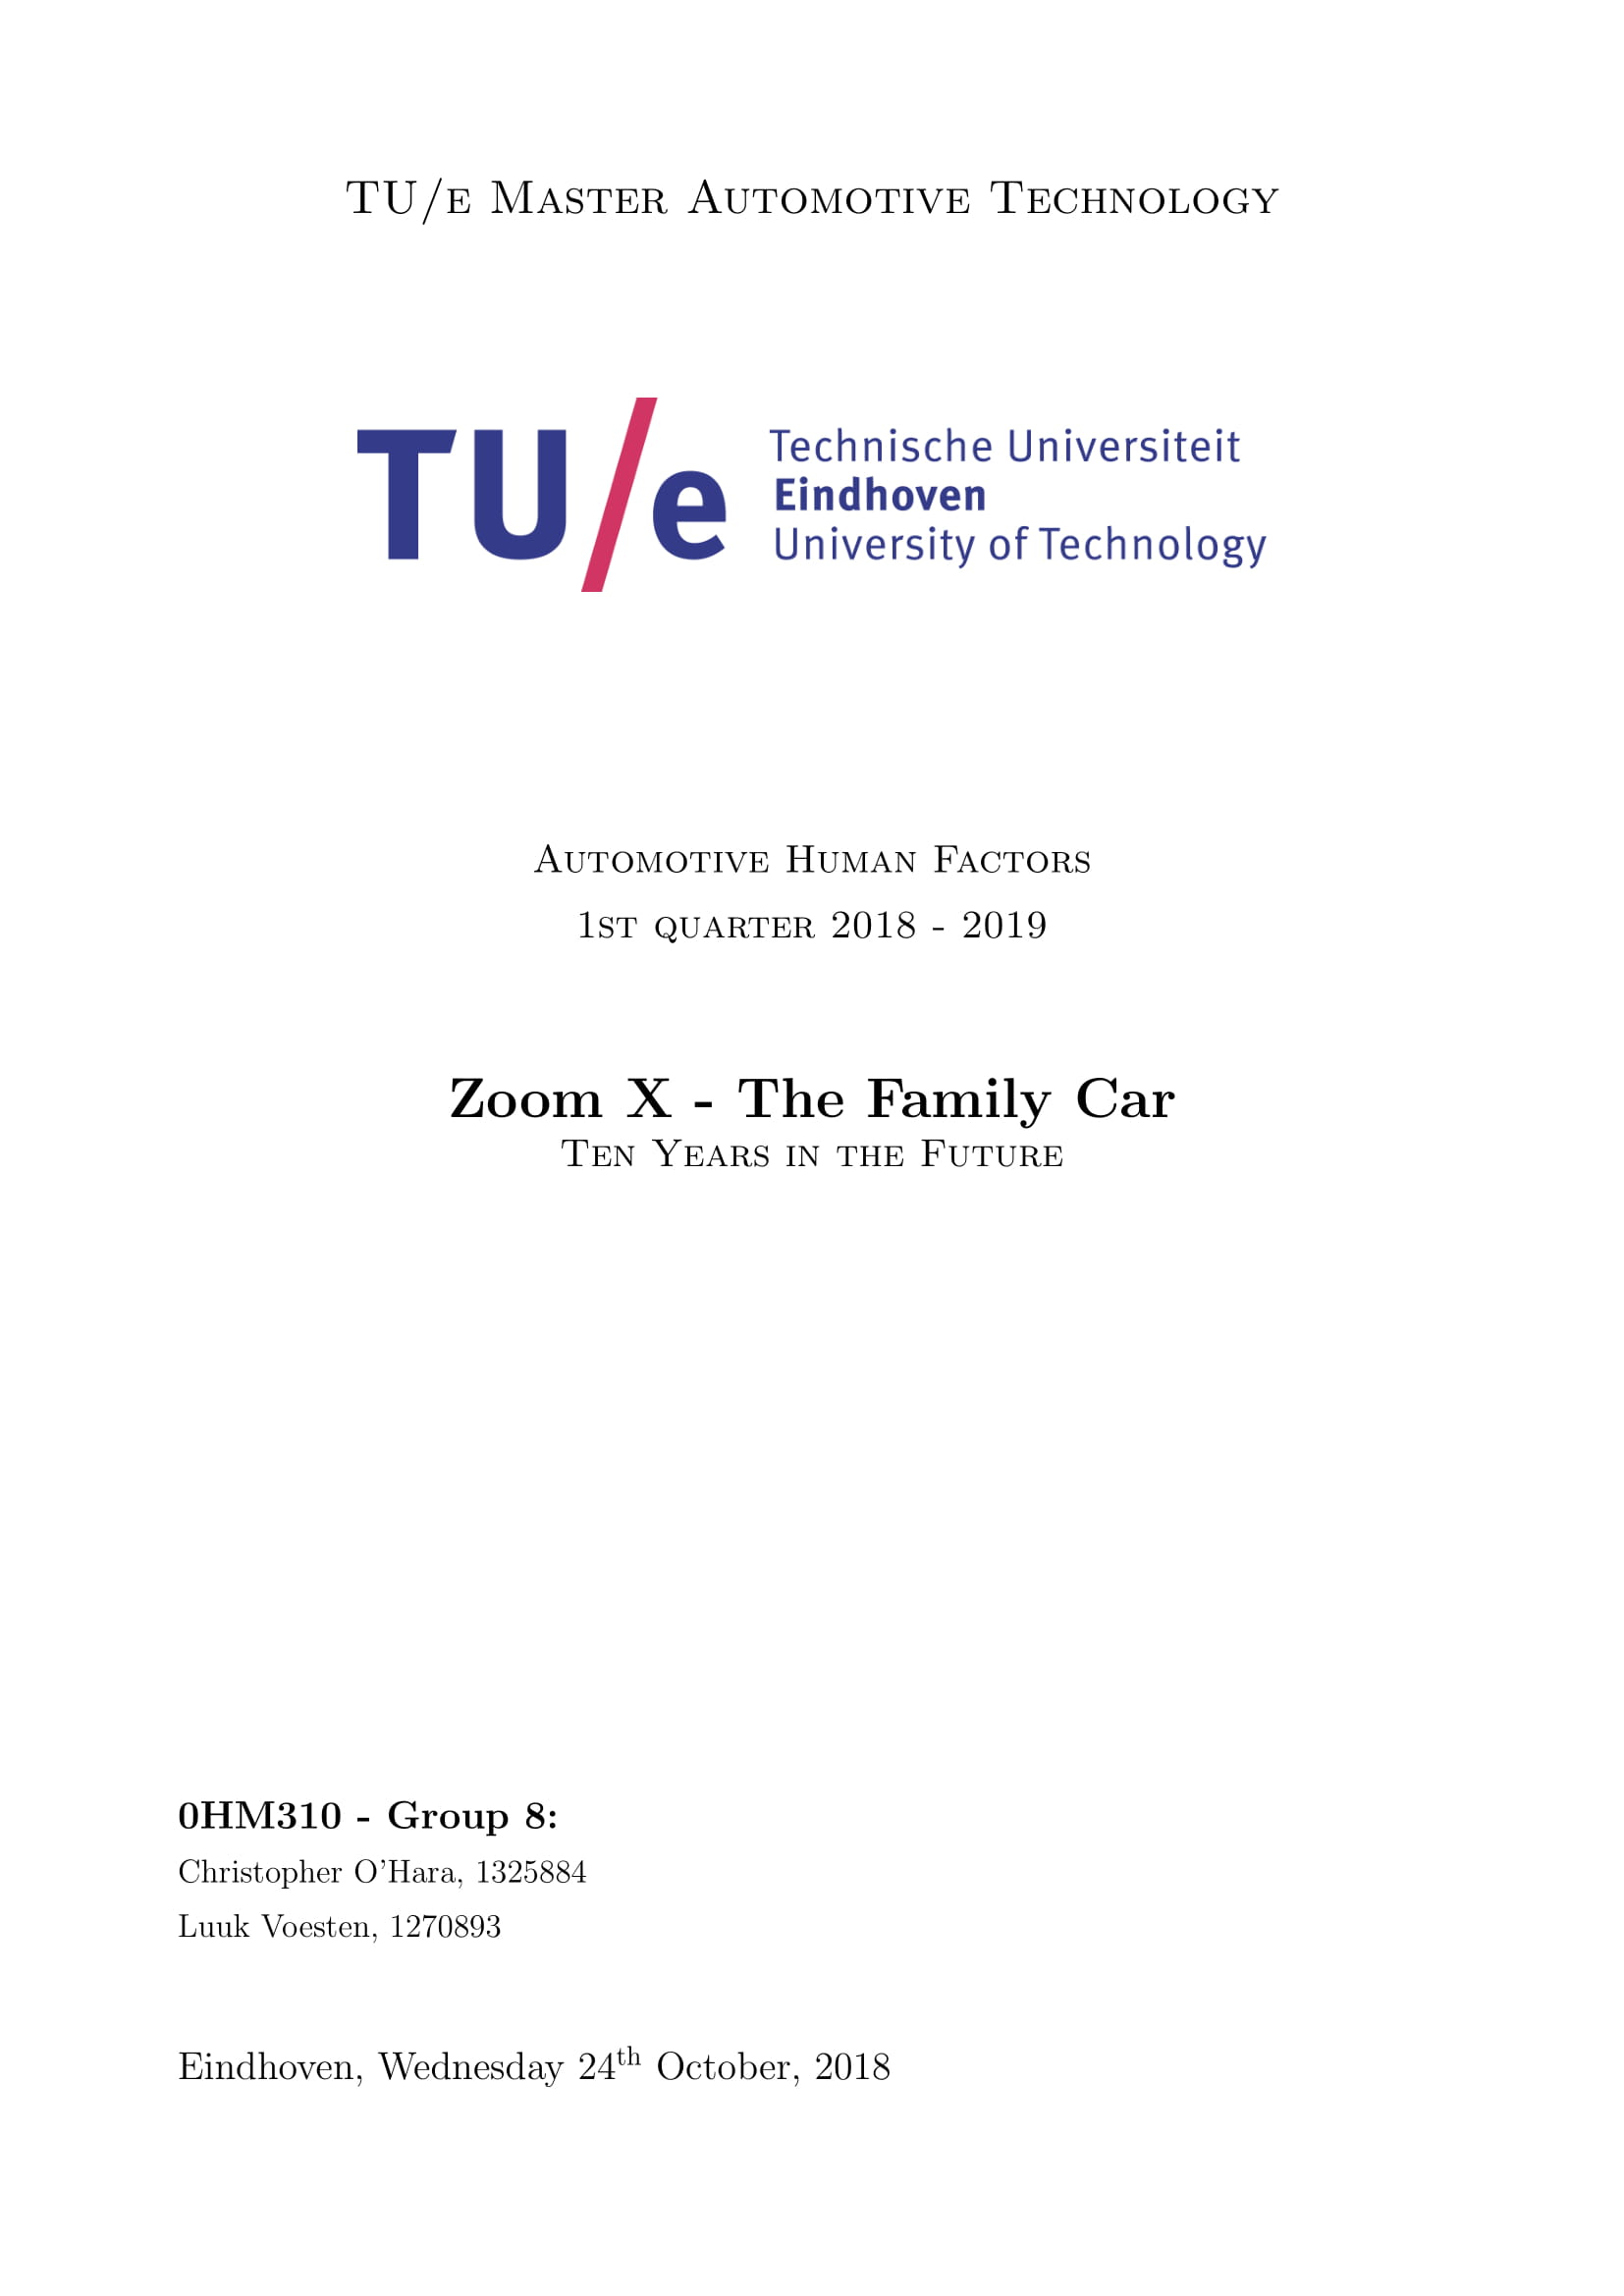 TU/e Master Automotive Technology
TU/e
Technische Universiteit
Eindhoven
University of Technology
Automotive Human Factors
1st quarter 2018 - 2019
Zoom X - The Family Car
Ten Years in the Future
0HM310 - Group 8:
Christopher O'Hara, 1325884
Luuk Voesten, 1270893
Eindhoven, Wednesday 24th October, 2018